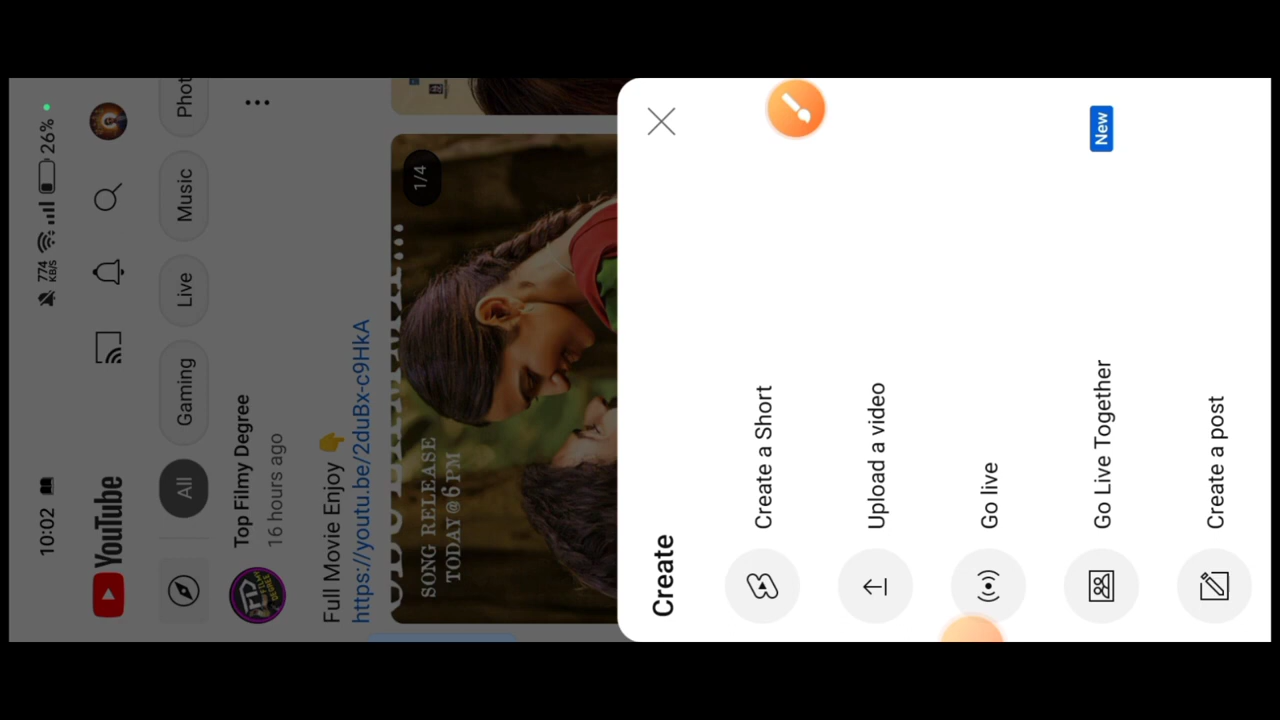 10:02
774
KB/S
26%
YouTube
All
Gaming
Live
Music
Phot
Top Filmy Degree
16 hours ago
Full Movie Enjoy 👇
https://youtu.be/2duBx-c9HkA
1/4
SONG RELEASE
TODAY @ 6 PM
Create
Create a Short
Upload a video
Go live
Go Live Together
New
Create a post